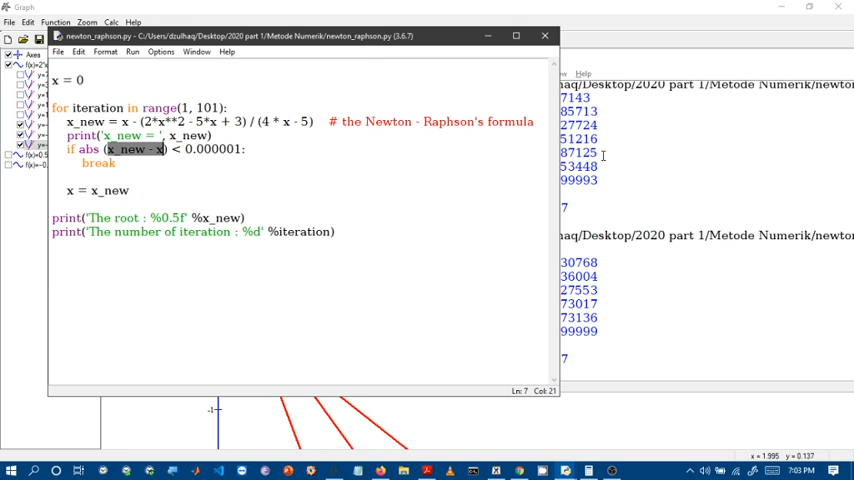 Graph
File Edit Function Zoom Calc Help
newton_raphson.py - C:/Users/dzulhaq/Desktop/2020 part 1/Metode Numerik/newton_raphson.py (3.6.7)
File Edit Format Run Options Window Help
x = 0
for iteration in range(1, 101):
x_new = x - (2*x**2 - 5*x + 3) / (4 * x - 5) # the Newton - Raphson's formula
print('x_new = ', x_new)
if abs (x_new - x) < 0.000001:
break
x = x_new
print('The root : %0.5f' %x_new)
print('The number of iteration : %d' %iteration)
Ln: 7 Col: 21
Axes
Help
haq/Desktop/2020 part 1/Metode Numerik/newton
7143
85713
27724
51216
87125
53448
99993
7
haq/Desktop/2020 part 1/Metode Numerik/newton
30768
36004
27553
73017
73136
99999
7
-1
x = 1.995 y = 0.137
7:03 PM